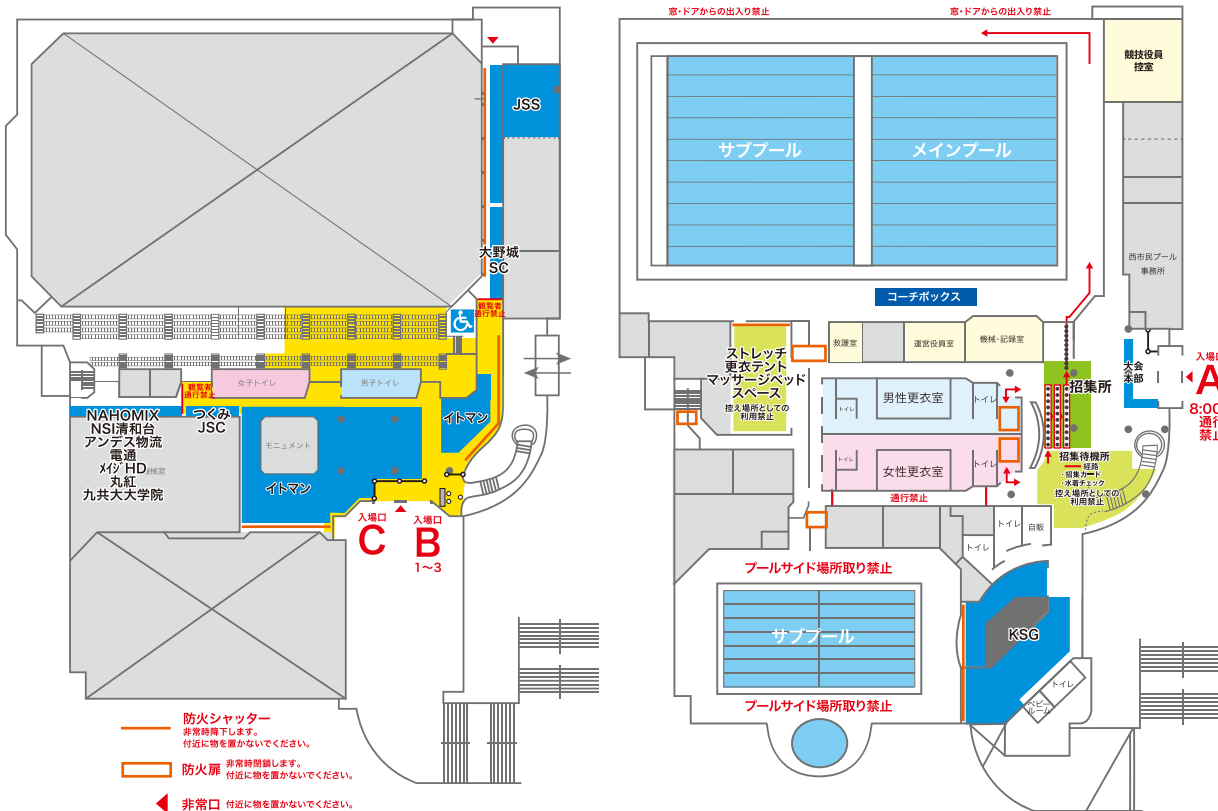 JSS
大野城
SC
観覧者
通行禁止
女子トイレ
男子トイレ
観覧者
通行禁止
NAHOMIX
NSI清和台
アンデス物流
電通
メイジHD
丸紅
九共大大学院
機械室
つくみ
JSC
モニュメント
イトマン
イトマン
入場口
C
入場口
B
1〜3
防火シャッター
非常時降下します。
付近に物を置かないでください。
防火扉
非常時閉鎖します。
付近に物を置かないでください。
非常口
付近に物を置かないでください。
窓・ドアからの出入り禁止
窓・ドアからの出入り禁止
競技役員
控室
サブプール
メインプール
西市民プール
事務所
コーチボックス
救護室
運営役員室
機械・記録室
ストレッチ
更衣テント
マッサージベッド
スペース
控え場所としての
利用禁止
男性更衣室
トイレ
トイレ
女性更衣室
トイレ
トイレ
通行禁止
招集所
大会
本部
入場口
A
8:00
通行
禁止
招集待機所
経路
・招集カード
・水着チェック
控え場所としての
利用禁止
トイレ
自販
トイレ
プールサイド場所取り禁止
サブプール
プールサイド場所取り禁止
KSG
トイレ
ベビー
ルーム